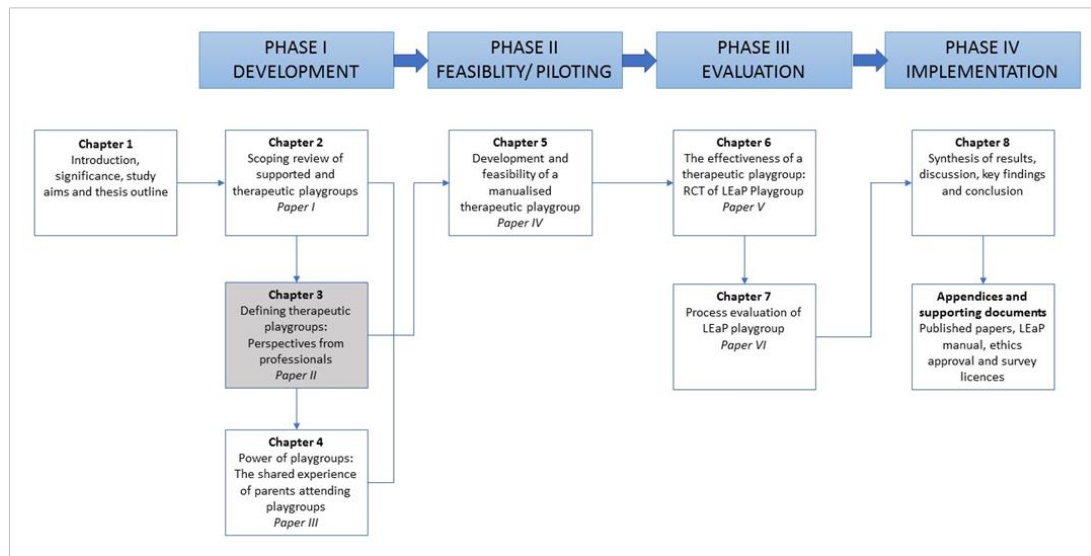 PHASE I
DEVELOPMENT
PHASE II
FEASIBLITY/ PILOTING
PHASE III
EVALUATION
PHASE IV
IMPLEMENTATION
Chapter 1
Introduction,
significance, study
aims and thesis outline
Chapter 2
Scoping review of
supported and
therapeutic playgroups
Paper I
Chapter 3
Defining therapeutic
playgroups:
Perspectives from
professionals
Paper II
Chapter 4
Power of playgroups:
The shared experience
of parents attending
playgroups
Paper III
Chapter 5
Development and
feasibility of a
manualised
therapeutic playgroup
Paper IV
Chapter 6
The effectiveness of a
therapeutic playgroup:
RCT of LEaP Playgroup
Paper V
Chapter 7
Process evaluation of
LEaP playgroup
Paper VI
Chapter 8
Synthesis of results,
discussion, key findings
and conclusion
Appendices and
supporting documents
Published papers, LEaP
manual, ethics
approval and survey
licences